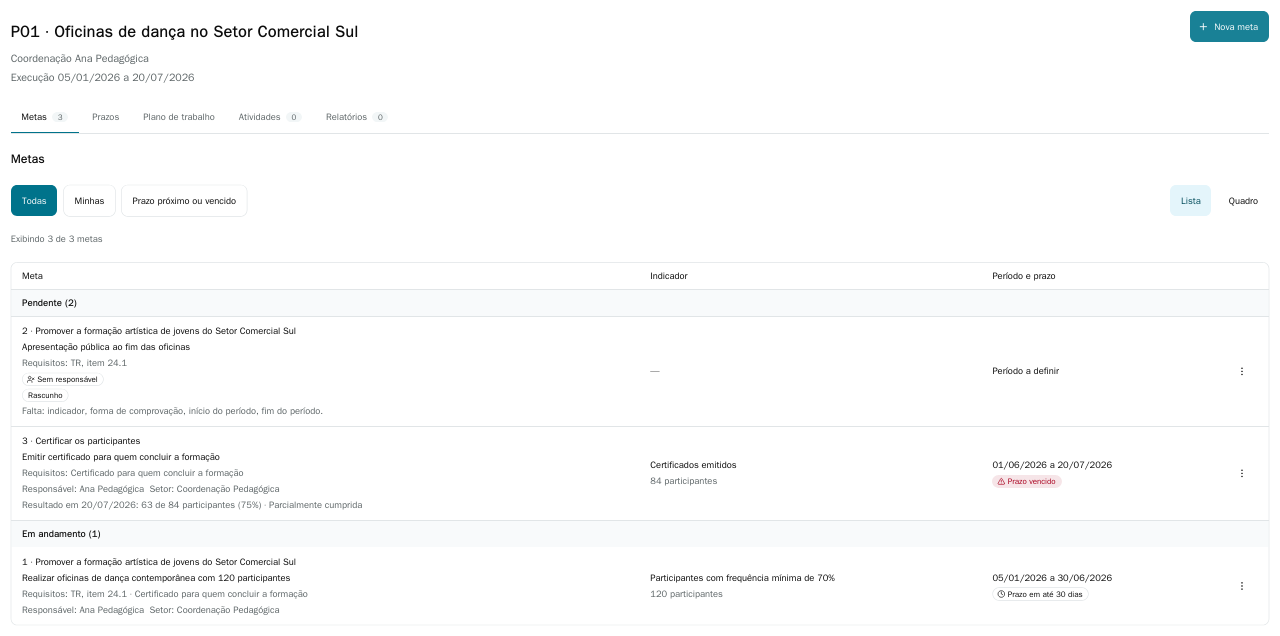 P01 · Oficinas de dança no Setor Comercial Sul
Nova meta
Coordenação Ana Pedagógica
Execução 05/01/2026 a 20/07/2026
Metas 3 Prazos Plano de trabalho Atividades 0 Relatórios 0
Metas
Todas Minhas Prazo próximo ou vencido Lista Quadro
Exibindo 3 de 3 metas
Meta Indicador Período e prazo
Pendente (2)
2 · Promover a formação artística de jovens do Setor Comercial Sul
Apresentação pública ao fim das oficinas
Requisitos: TR, item 24.1
Sem responsável
Rascunho
Falta: indicador, forma de comprovação, início do período, fim do período.
—
Período a definir
3 · Certificar os participantes
Emitir certificado para quem concluir a formação
Requisitos: Certificado para quem concluir a formação
Responsável: Ana Pedagógica Setor: Coordenação Pedagógica
Resultado em 20/07/2026: 63 de 84 participantes (75%) · Parcialmente cumprida
Certificados emitidos
84 participantes
01/06/2026 a 20/07/2026
Prazo vencido
Em andamento (1)
1 · Promover a formação artística de jovens do Setor Comercial Sul
Realizar oficinas de dança contemporânea com 120 participantes
Requisitos: TR, item 24.1 · Certificado para quem concluir a formação
Responsável: Ana Pedagógica Setor: Coordenação Pedagógica
Participantes com frequência mínima de 70%
120 participantes
05/01/2026 a 30/06/2026
Prazo em até 30 dias